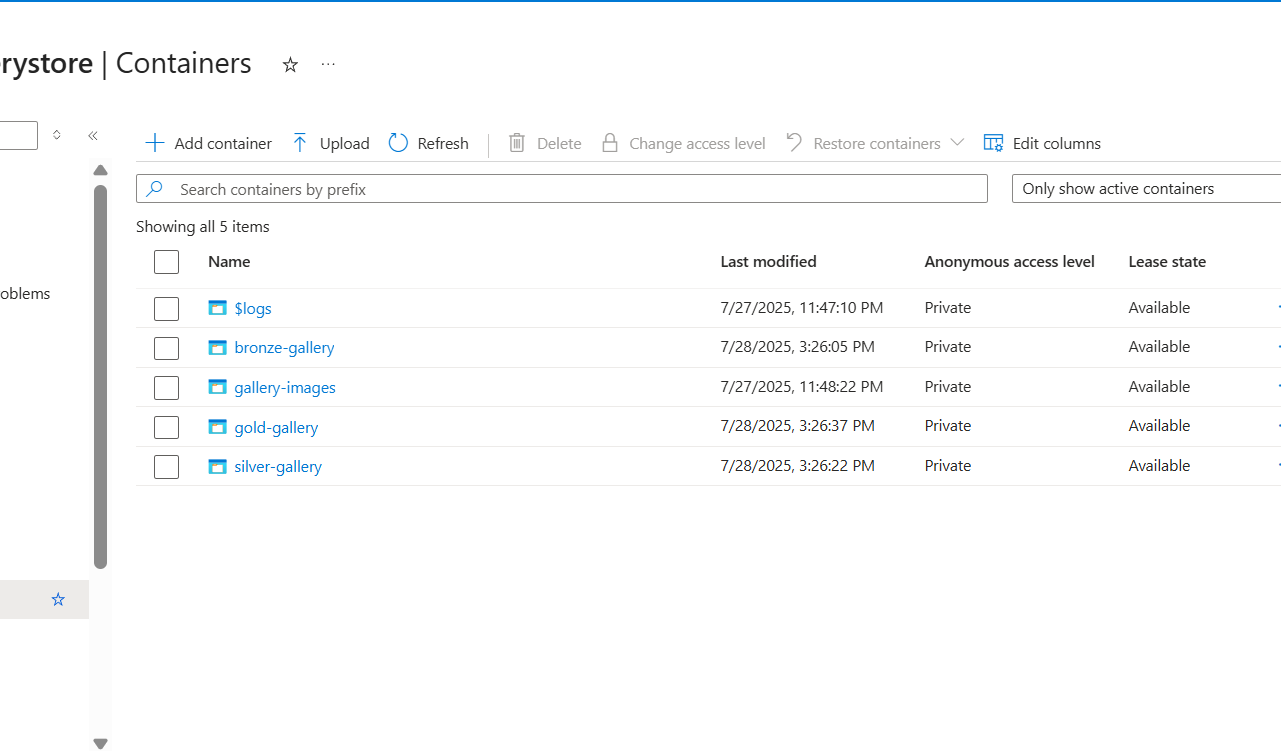 rystore | Containers
Add container Upload Refresh Delete Change access level Restore containers Edit columns
Search containers by prefix Only show active containers
Showing all 5 items
Name Last modified Anonymous access level Lease state
oblems
$logs 7/27/2025, 11:47:10 PM Private Available
bronze-gallery 7/28/2025, 3:26:05 PM Private Available
gallery-images 7/27/2025, 11:48:22 PM Private Available
gold-gallery 7/28/2025, 3:26:37 PM Private Available
silver-gallery 7/28/2025, 3:26:22 PM Private Available